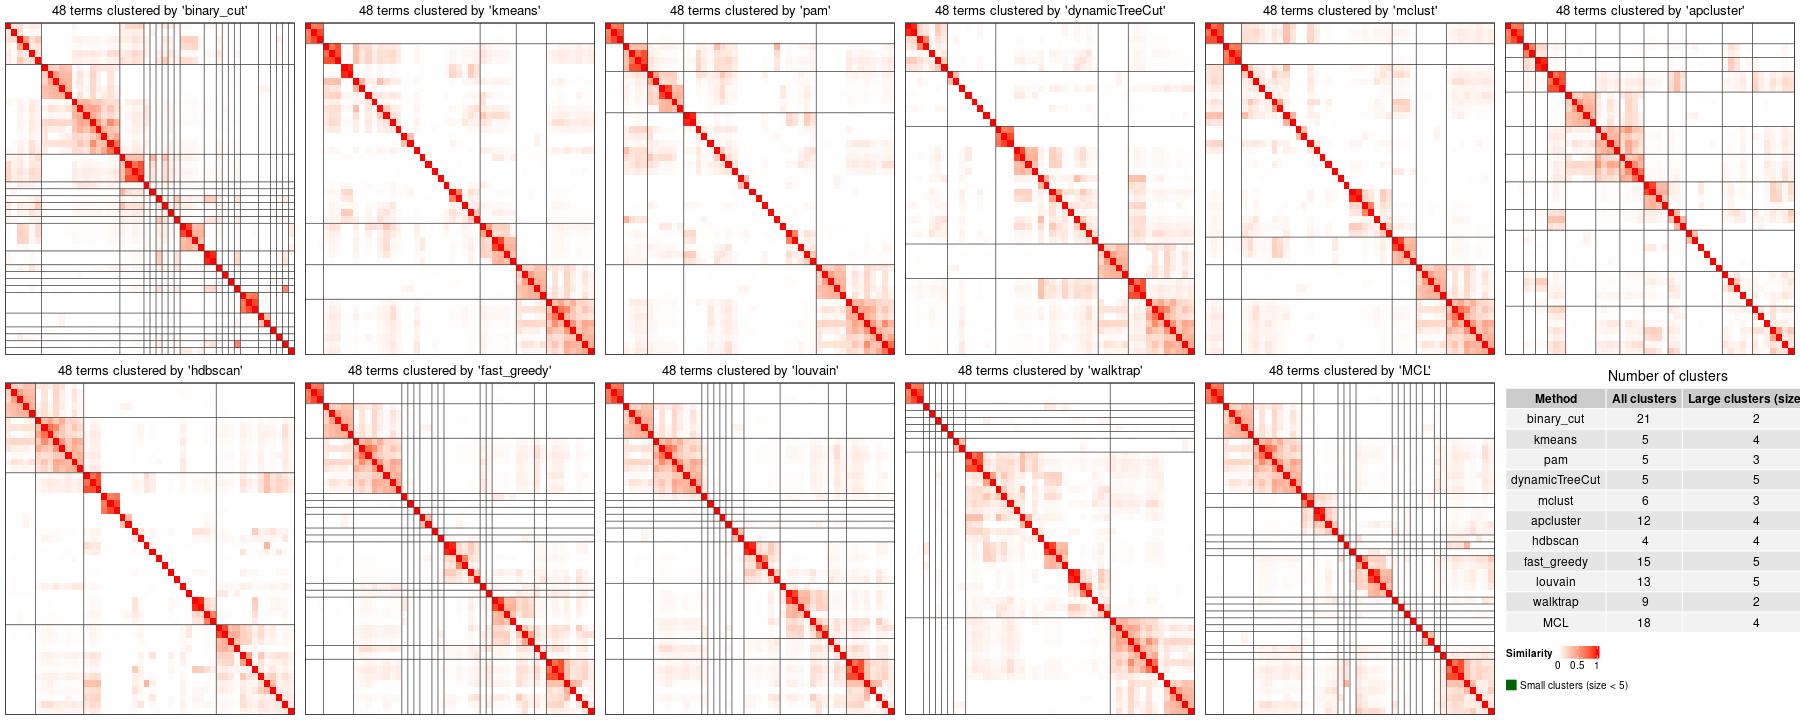 48 terms clustered by 'binary_cut'
48 terms clustered by 'kmeans'
48 terms clustered by 'pam'
48 terms clustered by 'dynamicTreeCut'
48 terms clustered by 'mclust'
48 terms clustered by 'apcluster'
48 terms clustered by 'hdbscan'
48 terms clustered by 'fast_greedy'
48 terms clustered by 'louvain'
48 terms clustered by 'walktrap'
48 terms clustered by 'MCL'
Number of clusters
Method All clusters Large clusters (size
binary_cut 21 2
kmeans 5 4
pam 5 3
dynamicTreeCut 5 5
mclust 6 3
apcluster 12 4
hdbscan 4 4
fast_greedy 15 5
louvain 13 5
walktrap 9 2
MCL 18 4
Similarity
0 0.5 1
Small clusters (size < 5)